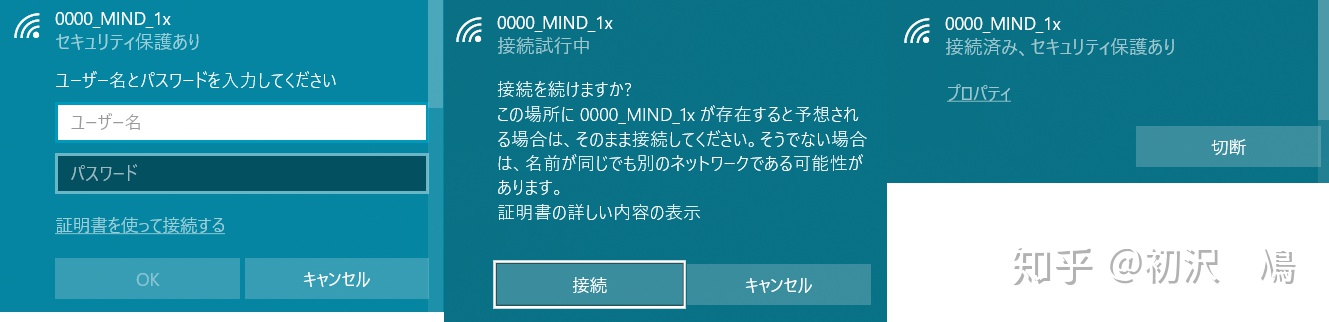 0000_MIND_1x
セキュリティ保護あり
ユーザー名とパスワードを入力してください
ユーザー名
パスワード
証明書を使って接続する
OK
キャンセル
0000_MIND_1x
接続試行中
接続を続けますか?
この場所に 0000_MIND_1x が存在すると予想され
る場合は、そのまま接続してください。そうでない場合
は、名前が同じでも別のネットワークである可能性が
あります。
証明書の詳しい内容の表示
接続
キャンセル
0000_MIND_1x
接続済み、セキュリティ保護あり
プロパティ
切断
知乎 @初沢